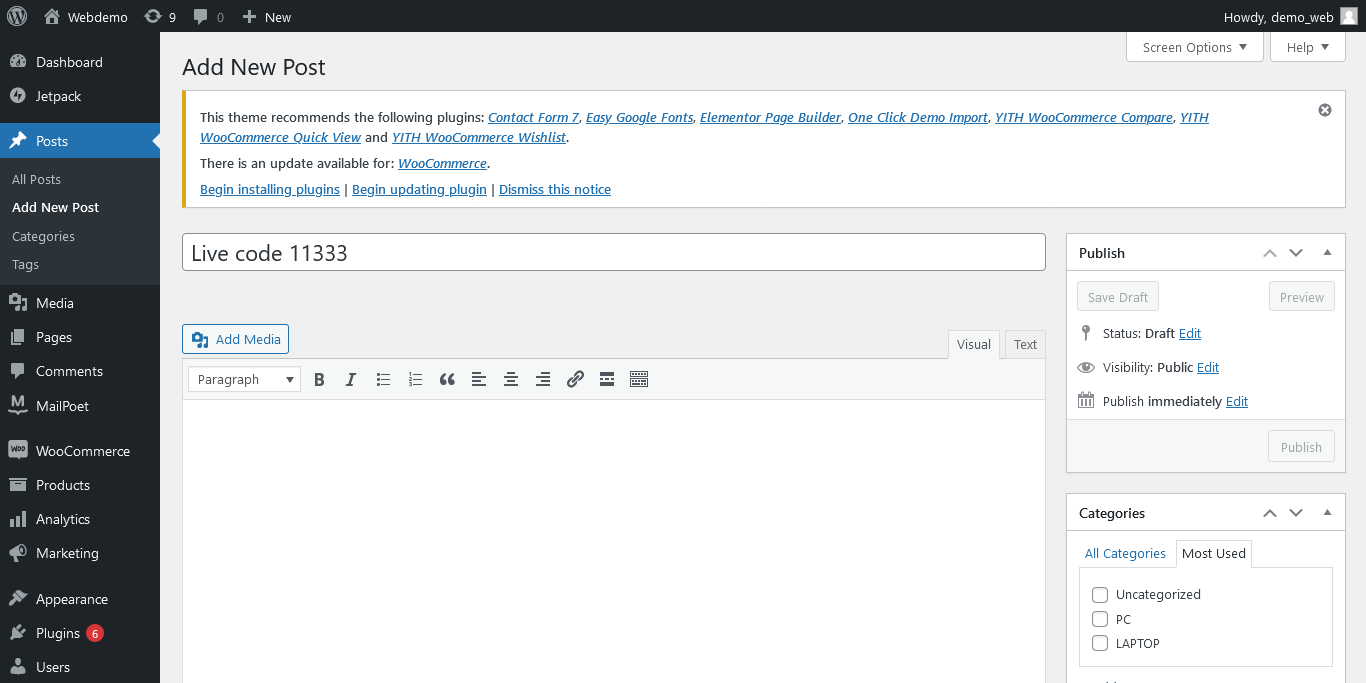 Webdemo 9 0 New Howdy, demo_web
Screen Options Help
Add New Post
Dashboard
Jetpack
Posts
All Posts
Add New Post
Categories
Tags
Media
Pages
Comments
MailPoet
WooCommerce
Products
Analytics
Marketing
Appearance
Plugins 6
Users
This theme recommends the following plugins: Contact Form 7, Easy Google Fonts, Elementor Page Builder, One Click Demo Import, YITH WooCommerce Compare, YITH
WooCommerce Quick View and YITH WooCommerce Wishlist.
There is an update available for: WooCommerce.
Begin installing plugins | Begin updating plugin | Dismiss this notice
Live code 11333
Add Media
Visual Text
Paragraph B I
Publish
Save Draft Preview
Status: Draft Edit
Visibility: Public Edit
Publish immediately Edit
Publish
Categories
All Categories Most Used
Uncategorized
PC
LAPTOP